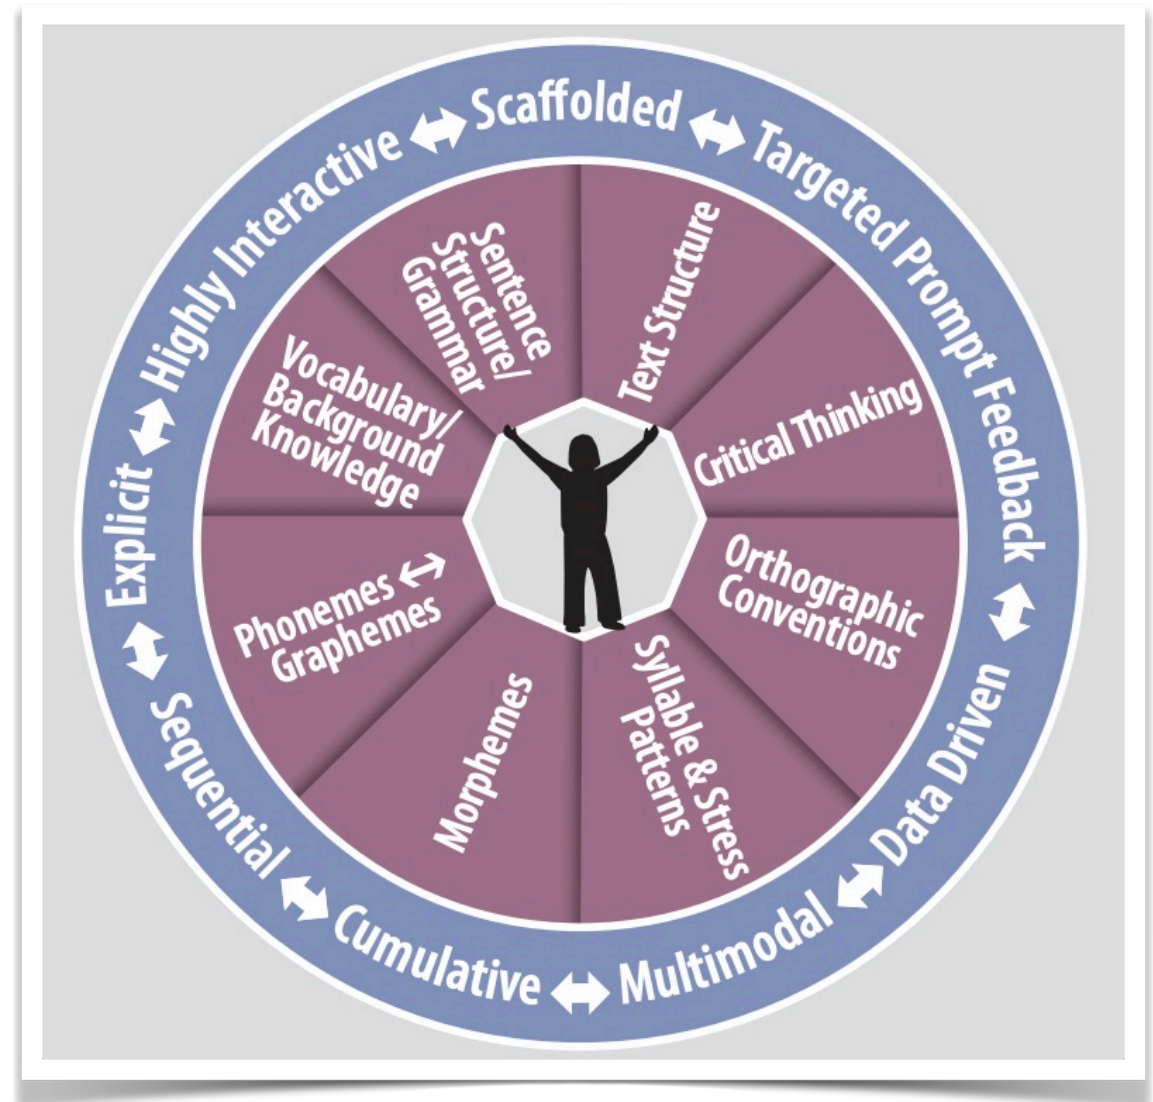 Scaffolded
Targeted Prompt Feedback
Data Driven
Multimodal
Cumulative
Sequential
Explicit
Highly Interactive
Text Structure
Critical Thinking
Orthographic
Conventions
Syllable & Stress
Patterns
Morphemes
Phonemes ↔
Graphemes
Vocabulary/
Background
Knowledge
Sentence
Structure/
Grammar